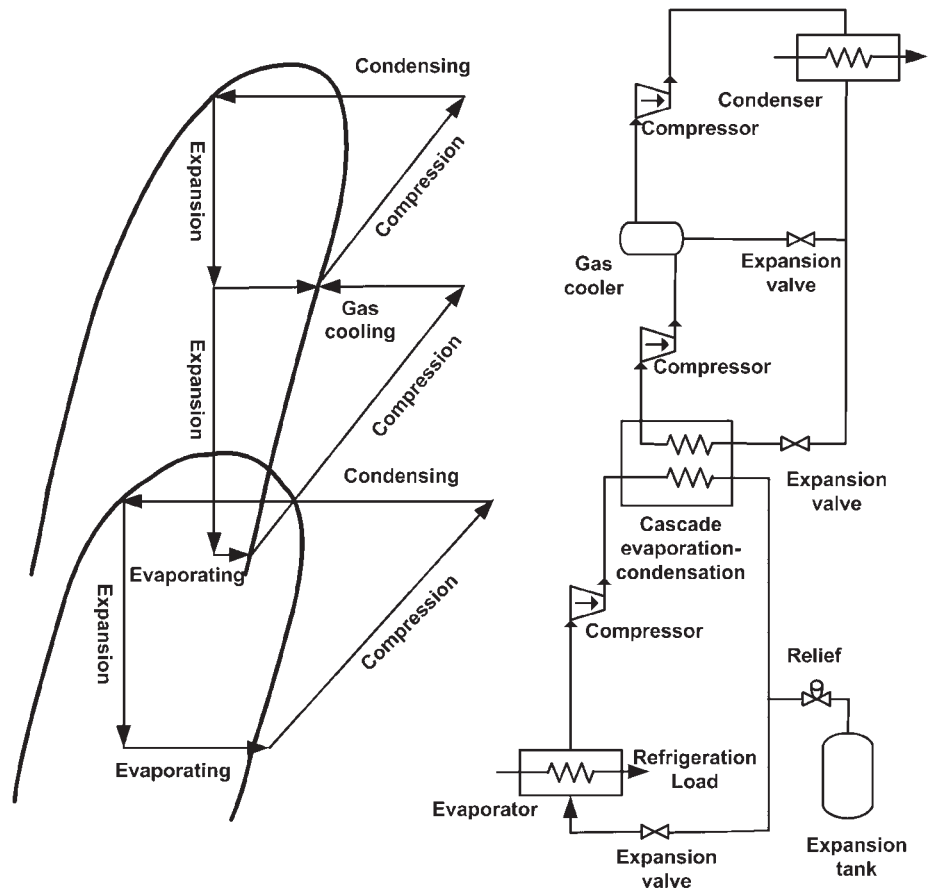 Condensing
Expansion
Compression
Gas
cooling
Expansion
Compression
Condensing
Evaporating
Expansion
Compression
Evaporating
Condenser
Compressor
Gas
cooler
Expansion
valve
Compressor
Expansion
valve
Cascade
evaporation-
condensation
Compressor
Relief
Refrigeration
Load
Evaporator
Expansion
valve
Expansion
tank